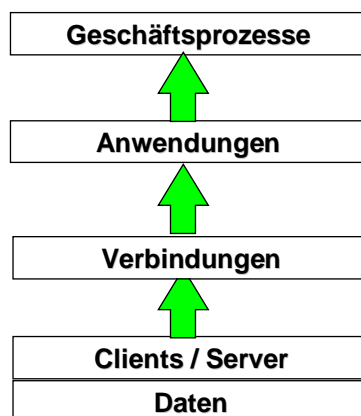 Geschäftsprozesse
Anwendungen
Verbindungen
Clients / Server
Daten